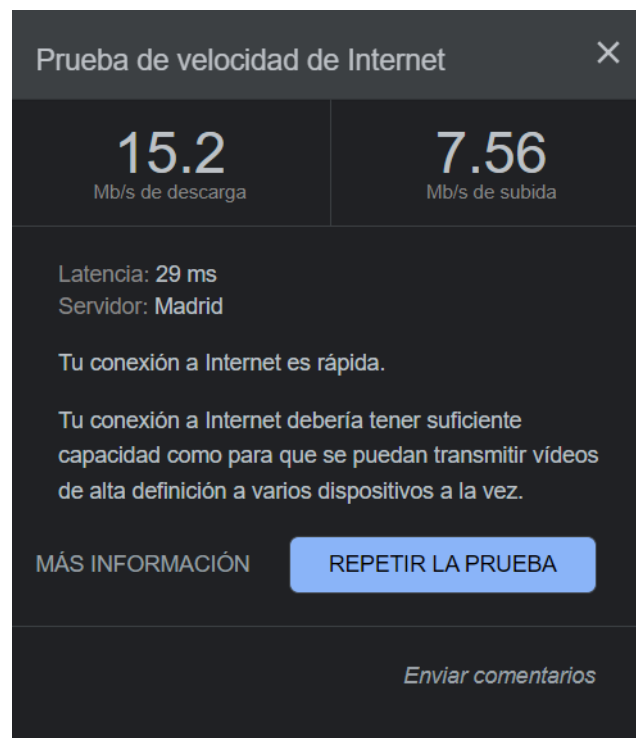 Prueba de velocidad de Internet
15.2
Mb/s de descarga
7.56
Mb/s de subida
Latencia: 29 ms
Servidor: Madrid
Tu conexión a Internet es rápida.
Tu conexión a Internet debería tener suficiente
capacidad como para que se puedan transmitir vídeos
de alta definición a varios dispositivos a la vez.
MÁS INFORMACIÓN
REPETIR LA PRUEBA
Enviar comentarios